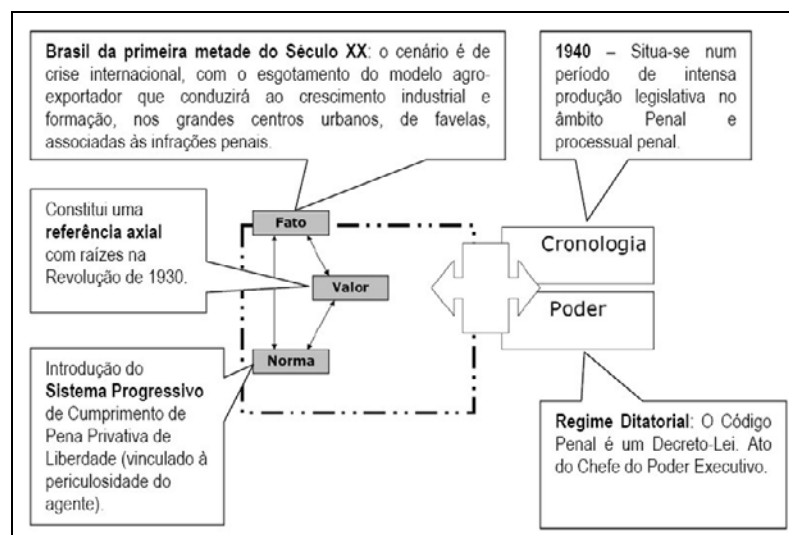 Brasil da primeira metade do Século XX: o cenário é de
crise internacional, com o esgotamento do modelo agro-
exportador que conduzirá ao crescimento industrial e
formação, nos grandes centros urbanos, de favelas,
associadas às infrações penais.
1940 – Situa-se num
período de intensa
produção legislativa no
âmbito Penal e
processual penal.
Constitui uma
referência axial
com raízes na
Revolução de 1930.
Fato
Valor
Norma
Cronologia
Poder
Introdução do
Sistema Progressivo
de Cumprimento de
Pena Privativa de
Liberdade (vinculado à
periculosidade do
agente).
Regime Ditatorial: O Código
Penal é um Decreto-Lei. Ato
do Chefe do Poder Executivo.